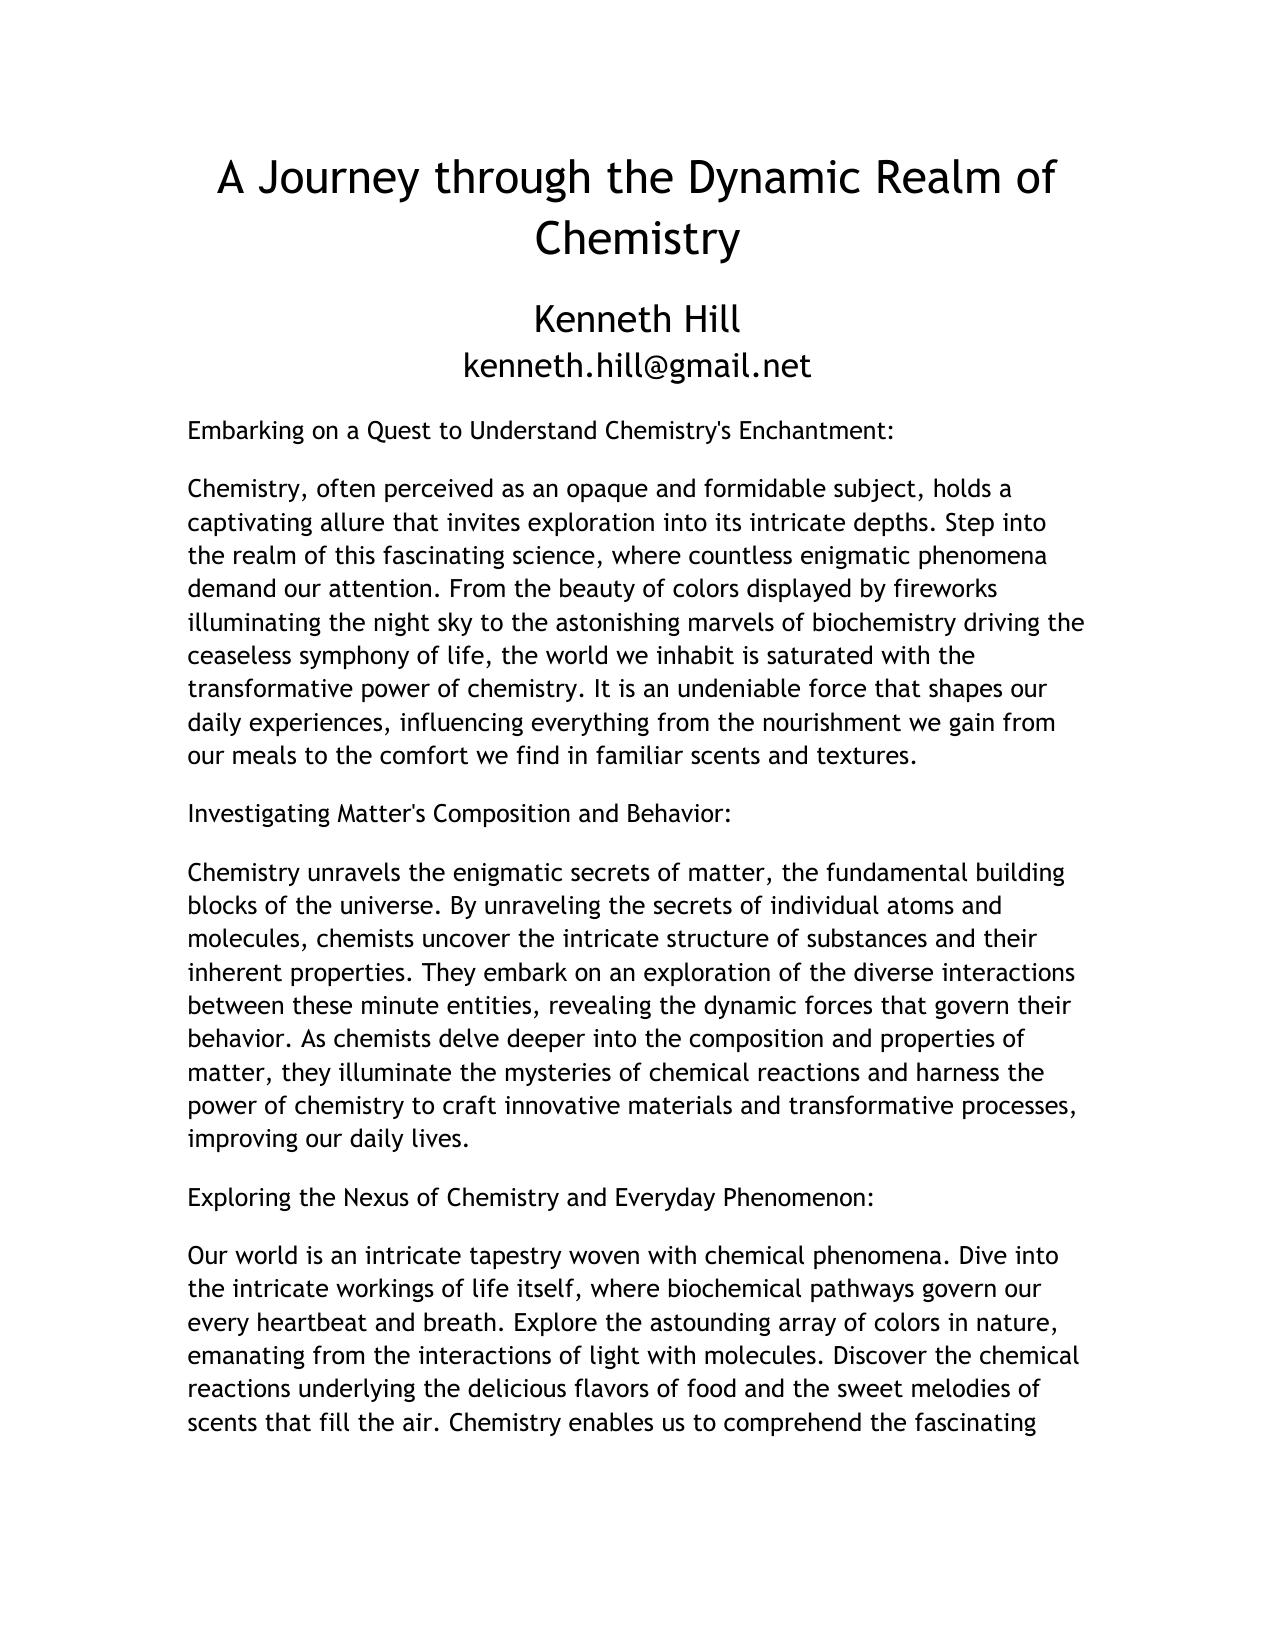 A Journey through the Dynamic Realm of
Chemistry
Kenneth Hill
kenneth.hill@gmail.net
Embarking on a Quest to Understand Chemistry's Enchantment:
Chemistry, often perceived as an opaque and formidable subject, holds a
captivating allure that invites exploration into its intricate depths. Step into
the realm of this fascinating science, where countless enigmatic phenomena
demand our attention. From the beauty of colors displayed by fireworks
illuminating the night sky to the astonishing marvels of biochemistry driving the
ceaseless symphony of life, the world we inhabit is saturated with the
transformative power of chemistry. It is an undeniable force that shapes our
daily experiences, influencing everything from the nourishment we gain from
our meals to the comfort we find in familiar scents and textures.
Investigating Matter's Composition and Behavior:
Chemistry unravels the enigmatic secrets of matter, the fundamental building
blocks of the universe. By unraveling the secrets of individual atoms and
molecules, chemists uncover the intricate structure of substances and their
inherent properties. They embark on an exploration of the diverse interactions
between these minute entities, revealing the dynamic forces that govern their
behavior. As chemists delve deeper into the composition and properties of
matter, they illuminate the mysteries of chemical reactions and harness the
power of chemistry to craft innovative materials and transformative processes,
improving our daily lives.
Exploring the Nexus of Chemistry and Everyday Phenomenon:
Our world is an intricate tapestry woven with chemical phenomena. Dive into
the intricate workings of life itself, where biochemical pathways govern our
every heartbeat and breath. Explore the astounding array of colors in nature,
emanating from the interactions of light with molecules. Discover the chemical
reactions underlying the delicious flavors of food and the sweet melodies of
scents that fill the air. Chemistry enables us to comprehend the fascinating